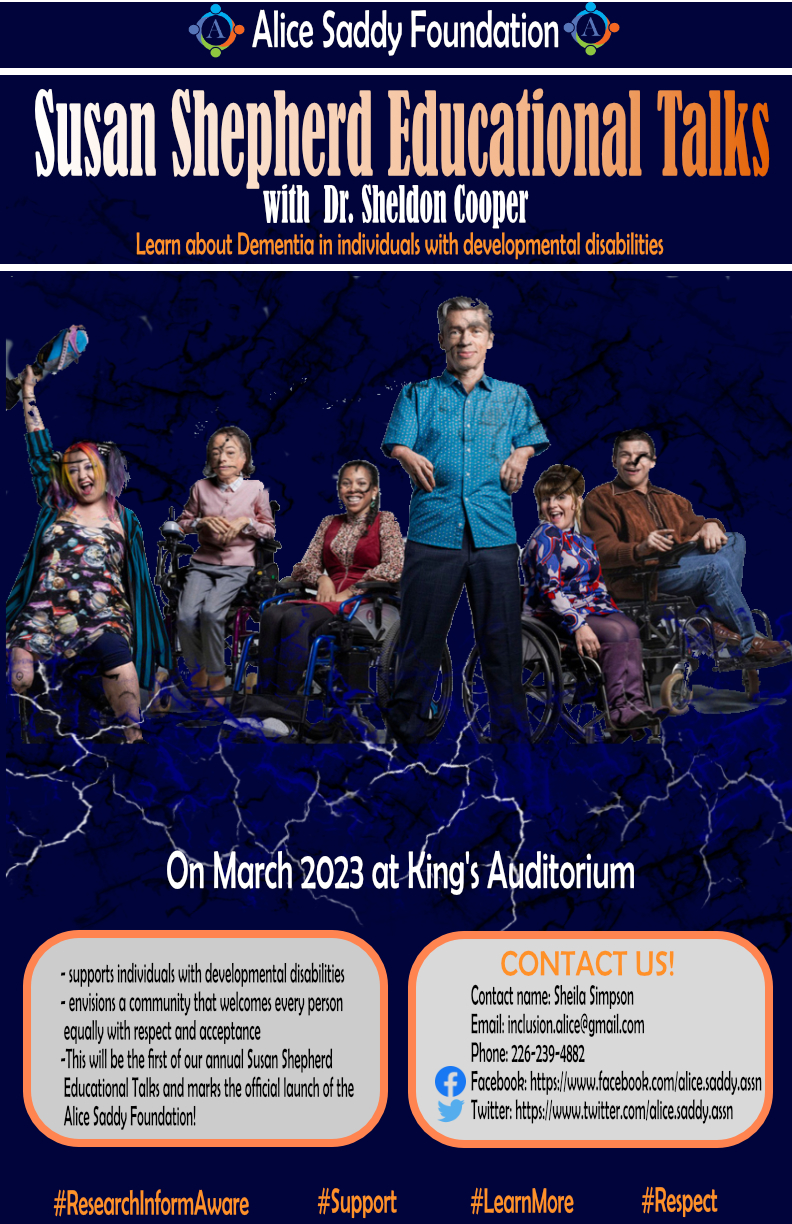 A Alice Saddy Foundation A
Susan Shepherd Educational Talks
with Dr. Sheldon Cooper
Learn about Dementia in individuals with developmental disabilities
On March 2023 at King's Auditorium
- supports individuals with developmental disabilities
- envisions a community that welcomes every person
equally with respect and acceptance
-This will be the first of our annual Susan Shepherd
Educational Talks and marks the official launch of the
Alice Saddy Foundation!
CONTACT US!
Contact name: Sheila Simpson
Email: inclusion.alice@gmail.com
Phone: 226-239-4882
Facebook: https://www.facebook.com/alice.saddy.assn
Twitter: https://www.twitter.com/alice.saddy.assn
#ResearchInformAware #Support #LearnMore #Respect